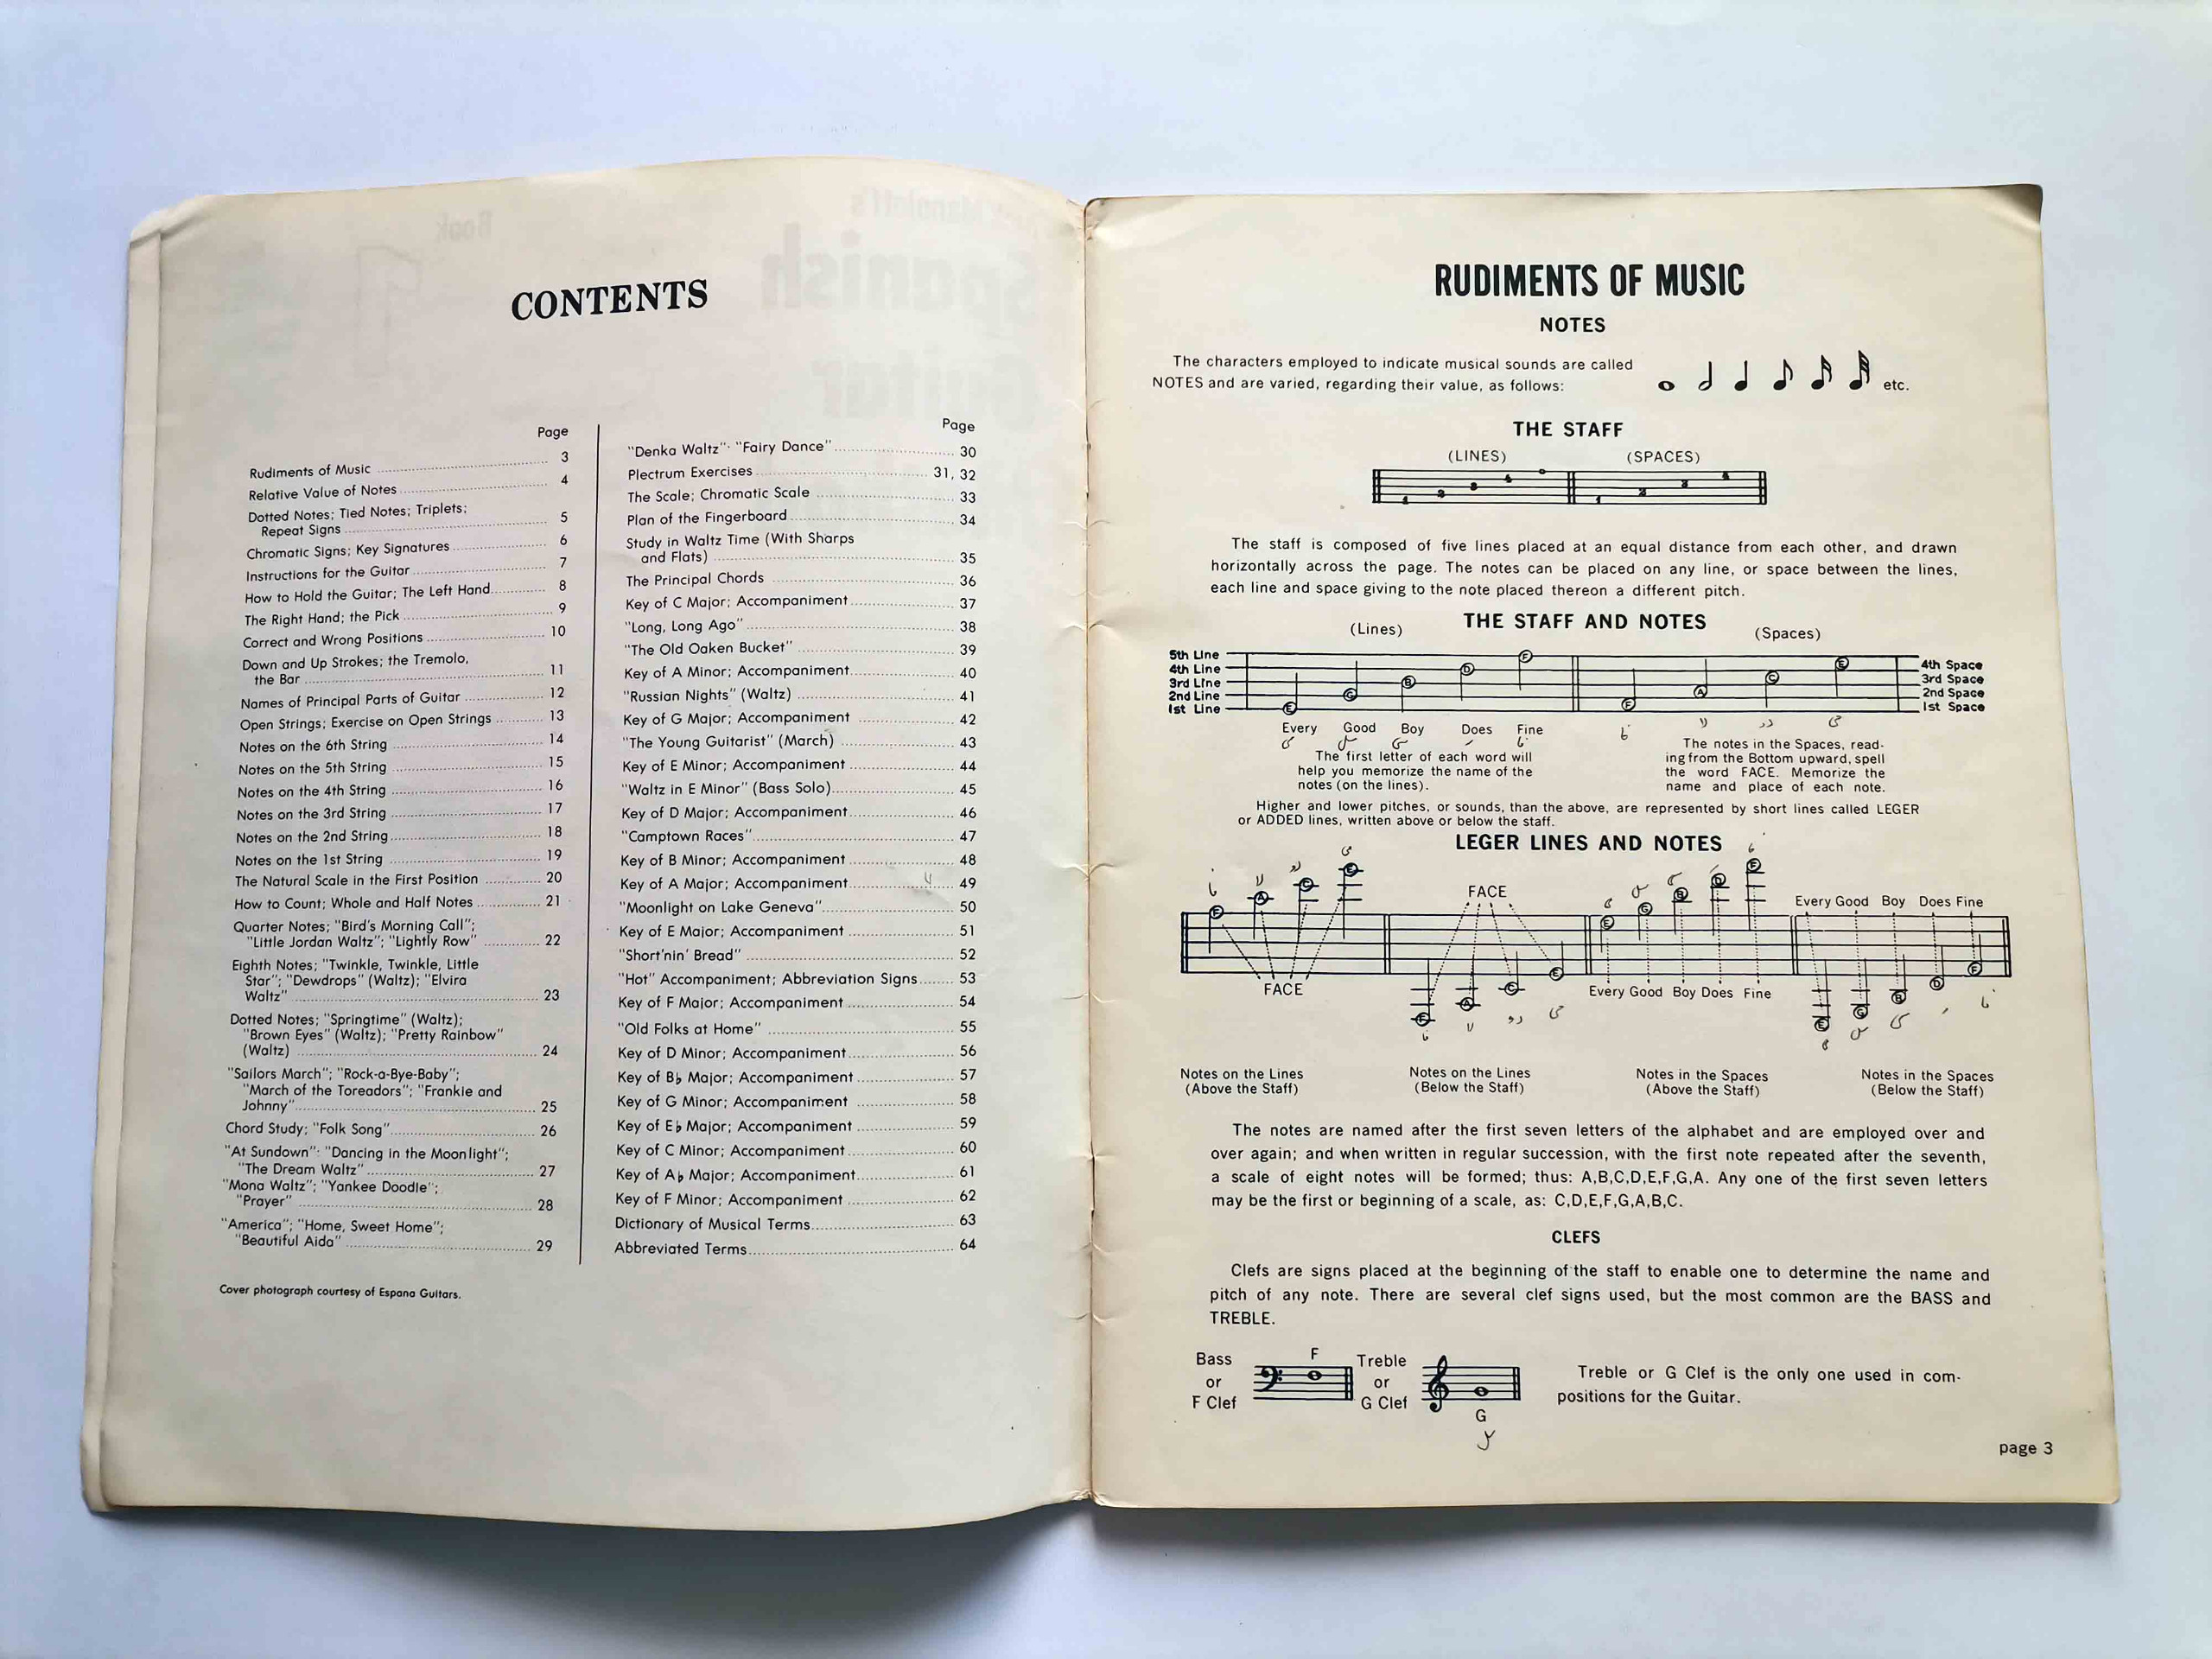 CONTENTS
Page
Rudiments of Music 3
Relative Value of Notes 4
Dotted Notes; Tied Notes; Triplets;
Repeat Signs 5
Chromatic Signs; Key Signatures 6
Instructions for the Guitar 7
How to Hold the Guitar; The Left Hand 8
The Right Hand; the Pick 9
Correct and Wrong Positions 10
Down and Up Strokes; the Tremolo,
the Bar 11
Names of Principal Parts of Guitar 12
Open Strings; Exercise on Open Strings 13
Notes on the 6th String 14
Notes on the 5th String 15
Notes on the 4th String 16
Notes on the 3rd String 17
Notes on the 2nd String 18
Notes on the 1st String 19
The Natural Scale in the First Position 20
How to Count; Whole and Half Notes 21
Quarter Notes; "Bird's Morning Call";
"Little Jordan Waltz"; "Lightly Row" 22
Eighth Notes; "Twinkle, Twinkle, Little
Star"; "Dewdrops" (Waltz); "Elvira
Waltz" 23
Dotted Notes; "Springtime" (Waltz);
"Brown Eyes" (Waltz); "Pretty Rainbow"
(Waltz) 24
"Sailors March"; "Rock-a-Bye-Baby";
"March of the Toreadors"; "Frankie and
Johnny" 25
Chord Study; "Folk Song" 26
"At Sundown"; "Dancing in the Moonlight";
"The Dream Waltz" 27
"Mona Waltz"; "Yankee Doodle";
"Prayer" 28
"America"; "Home, Sweet Home";
"Beautiful Aida" 29
Cover photograph courtesy of Espana Guitars.
Page
"Denka Waltz"; "Fairy Dance" 30
Plectrum Exercises 31, 32
The Scale; Chromatic Scale 33
Plan of the Fingerboard 34
Study in Waltz Time (With Sharps
and Flats) 35
The Principal Chords 36
Key of C Major; Accompaniment 37
"Long, Long Ago" 38
"The Old Oaken Bucket" 39
Key of A Minor; Accompaniment 40
"Russian Nights" (Waltz) 41
Key of G Major; Accompaniment 42
"The Young Guitarist" (March) 43
Key of E Minor; Accompaniment 44
"Waltz in E Minor" (Bass Solo) 45
Key of D Major; Accompaniment 46
"Camptown Races" 47
Key of B Minor; Accompaniment 48
Key of A Major; Accompaniment 49
"Moonlight on Lake Geneva" 50
Key of E Major; Accompaniment 51
"Short'nin' Bread" 52
"Hot" Accompaniment; Abbreviation Signs 53
Key of F Major; Accompaniment 54
"Old Folks at Home" 55
Key of D Minor; Accompaniment 56
Key of B♭ Major; Accompaniment 57
Key of G Minor; Accompaniment 58
Key of E♭ Major; Accompaniment 59
Key of C Minor; Accompaniment 60
Key of A♭ Major; Accompaniment 61
Key of F Minor; Accompaniment 62
Dictionary of Musical Terms 63
Abbreviated Terms 64
RUDIMENTS OF MUSIC
NOTES
The characters employed to indicate musical sounds are called
NOTES and are varied, regarding their value, as follows: etc.
THE STAFF
(LINES) (SPACES)
1 2 3 4 5 1 2 3 4
The staff is composed of five lines placed at an equal distance from each other, and drawn
horizontally across the page. The notes can be placed on any line, or space between the lines,
each line and space giving to the note placed thereon a different pitch.
THE STAFF AND NOTES
(Lines) (Spaces)
5th Line
4th Line 4th Space
3rd Line 3rd Space
2nd Line 2nd Space
1st Line 1st Space
E G B D F F A C E
Every Good Boy Does Fine
The first letter of each word will
help you memorize the name of the
notes (on the lines).
The notes in the Spaces, read-
ing from the Bottom upward, spell
the word FACE. Memorize the
name and place of each note.
Higher and lower pitches, or sounds, than the above, are represented by short lines called LEGER
or ADDED lines, written above or below the staff.
LEGER LINES AND NOTES
F A C E
FACE
FACE
F A C E
E G B D F
Every Good Boy Does Fine
Every Good Boy Does Fine
E G B D F
Notes on the Lines
(Above the Staff)
Notes on the Lines
(Below the Staff)
Notes in the Spaces
(Above the Staff)
Notes in the Spaces
(Below the Staff)
The notes are named after the first seven letters of the alphabet and are employed over and
over again; and when written in regular succession, with the first note repeated after the seventh,
a scale of eight notes will be formed; thus: A,B,C,D,E,F,G,A. Any one of the first seven letters
may be the first or beginning of a scale, as: C,D,E,F,G,A,B,C.
CLEFS
Clefs are signs placed at the beginning of the staff to enable one to determine the name and
pitch of any note. There are several clef signs used, but the most common are the BASS and
TREBLE.
Bass
or
F Clef
F
Treble
or
G Clef
G
Treble or G Clef is the only one used in com-
positions for the Guitar.
page 3